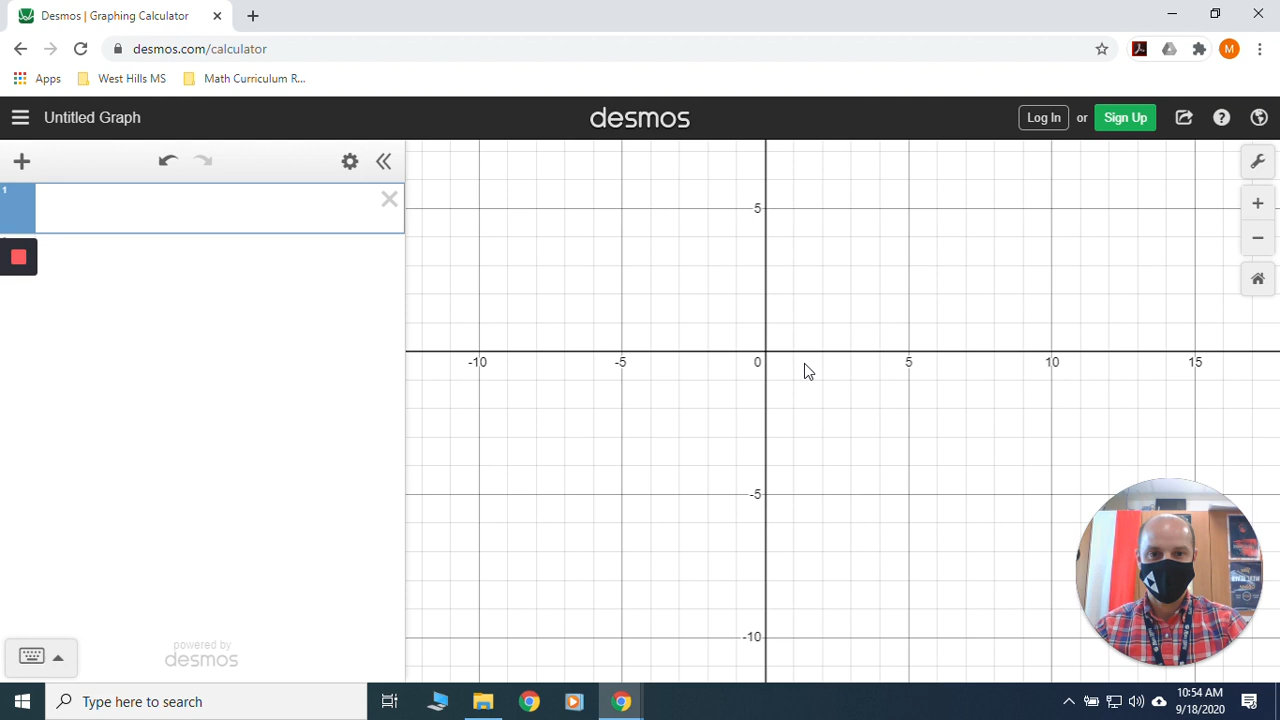 Desmos | Graphing Calculator
desmos.com/calculator
M
Apps
West Hills MS
Math Curriculum R...
Untitled Graph
desmos
Log In
or
Sign Up
1
5
-10
-5
0
5
10
15
-5
-10
powered by
desmos
Type here to search
10:54 AM
9/18/2020